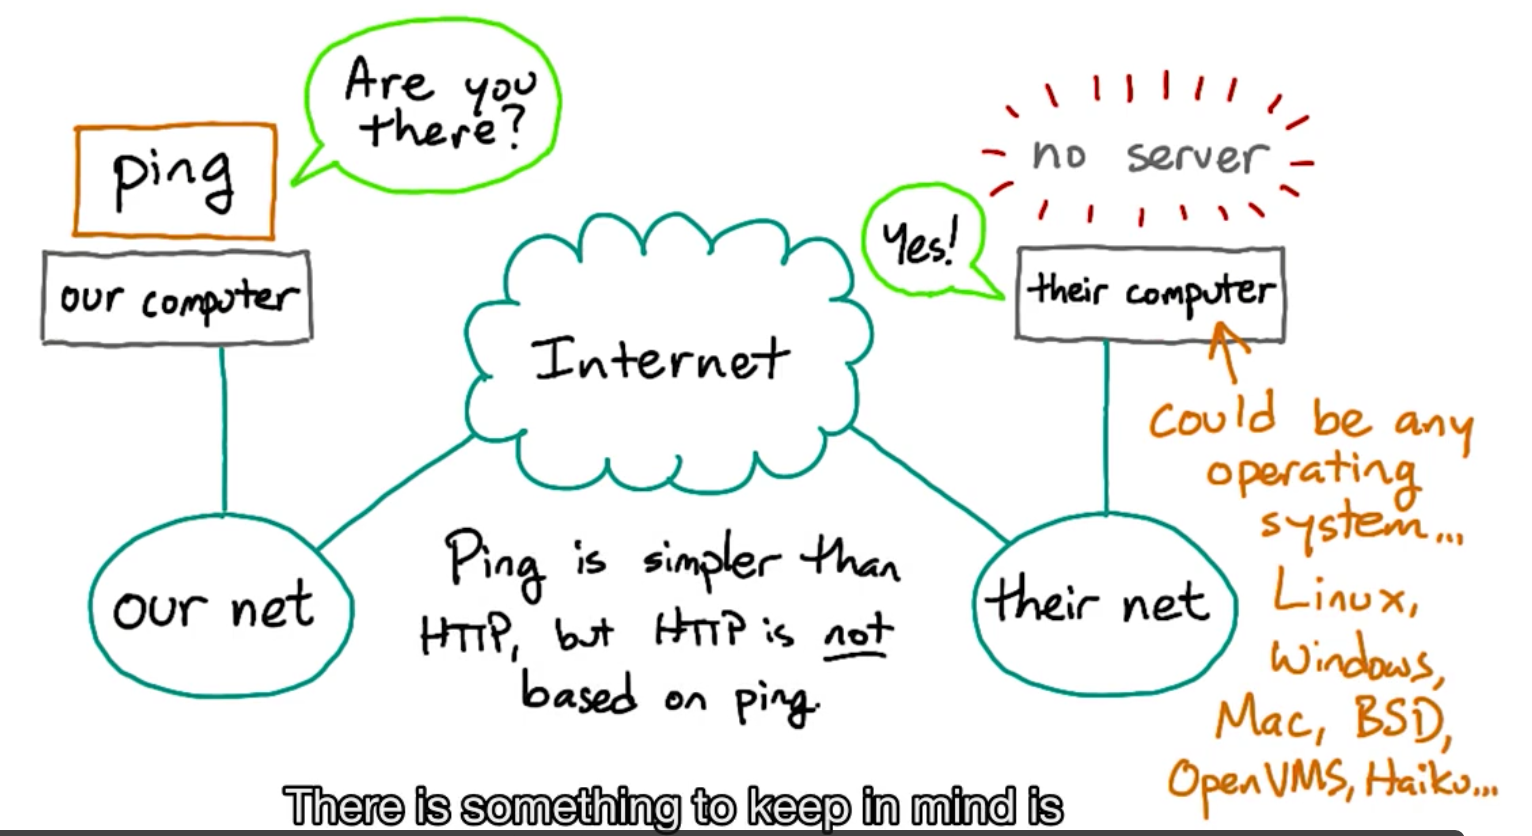 Are you
there?
ping
our computer
no server
Yes!
their computer
Internet
could be any
operating
system...
Linux,
Windows,
Mac, BSD,
OpenVMS, Haiku...
our net
their net
Ping is simpler than
HTTP, but HTTP is not
based on ping.
There is something to keep in mind is